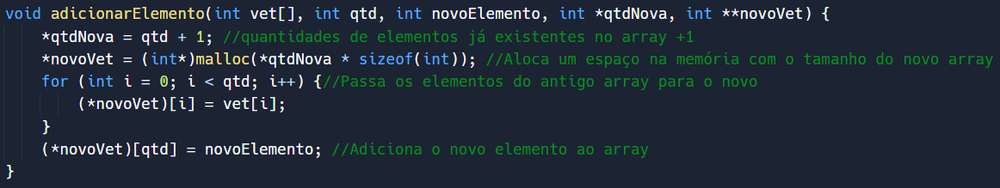 void adicionarElemento(int vet[], int qtd, int novoElemento, int *qtdNova, int **novoVet) {
    *qtdNova = qtd + 1; //quantidades de elementos já existentes no array +1
    *novoVet = (int*)malloc(*qtdNova * sizeof(int)); //Aloca um espaço na memória com o tamanho do novo array
    for (int i = 0; i < qtd; i++) {//Passa os elementos do antigo array para o novo
        (*novoVet)[i] = vet[i];
    }
    (*novoVet)[qtd] = novoElemento; //Adiciona o novo elemento ao array
}